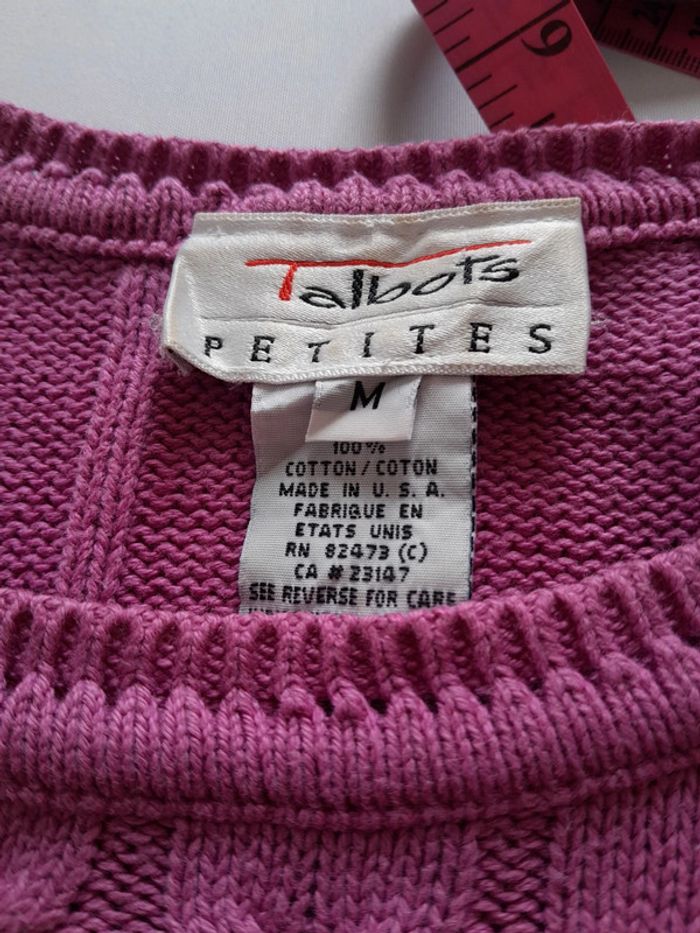 9
Talbots
PETITES
M
100%
COTTON / COTON
MADE IN U. S. A.
FABRIQUE EN
ETATS UNIS
RN 82473 (C)
CA # 23147
SEE REVERSE FOR CARE